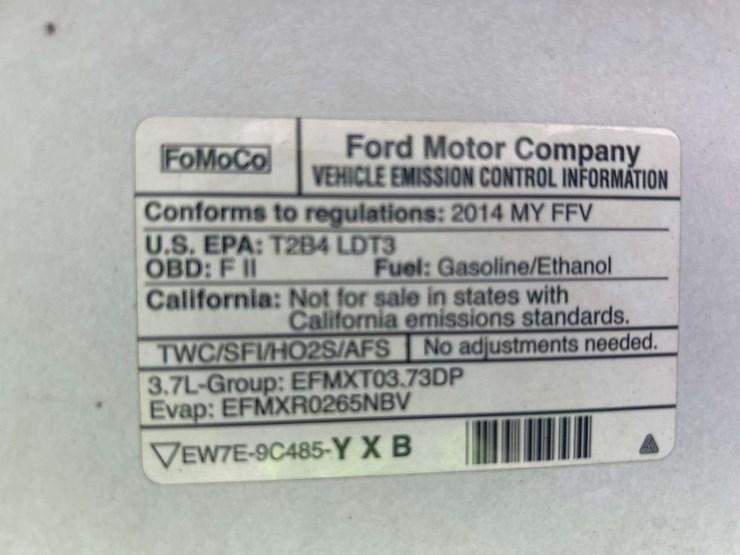 FoMoCo
Ford Motor Company
VEHICLE EMISSION CONTROL INFORMATION
Conforms to regulations: 2014 MY FFV
U.S. EPA: T2B4 LDT3
OBD: F II Fuel: Gasoline/Ethanol
California: Not for sale in states with
California emissions standards.
TWC/SFI/HO2S/AFS No adjustments needed.
3.7L-Group: EFMXT03.73DP
Evap: EFMXR0265NBV
EW7E-9C485-Y X B